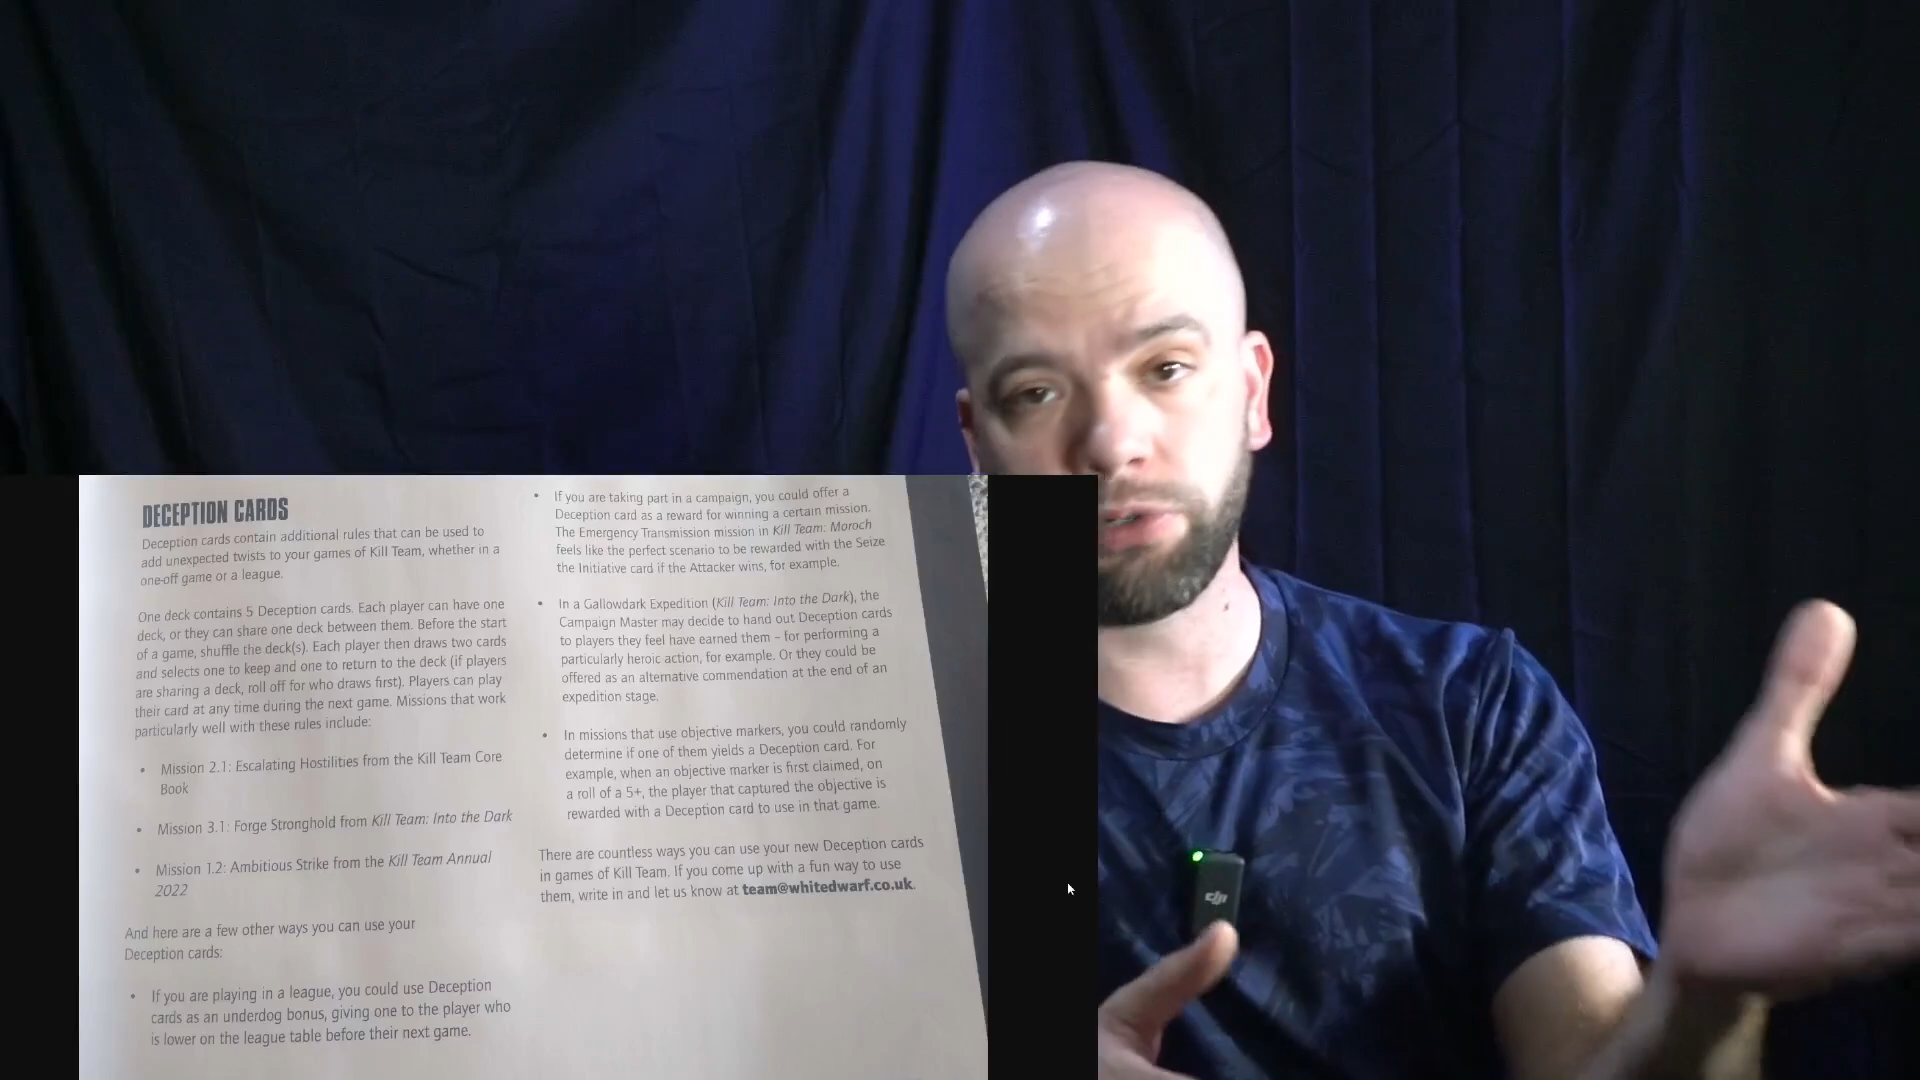 DECEPTION CARDS
Deception cards contain additional rules that can be used to
add unexpected twists to your games of Kill Team, whether in a
one-off game or a league.
One deck contains 5 Deception cards. Each player can have one
deck, or they can share one deck between them. Before the start
of a game, shuffle the deck(s). Each player then draws two cards
and selects one to keep and one to return to the deck (if players
are sharing a deck, roll off for who draws first). Players can play
their card at any time during the next game. Missions that work
particularly well with these rules include:
• Mission 2.1: Escalating Hostilities from the Kill Team Core
Book
• Mission 3.1: Forge Stronghold from Kill Team: Into the Dark
• Mission 1.2: Ambitious Strike from the Kill Team Annual
2022
And here are a few other ways you can use your
Deception cards:
• If you are playing in a league, you could use Deception
cards as an underdog bonus, giving one to the player who
is lower on the league table before their next game.
• If you are taking part in a campaign, you could offer a
Deception card as a reward for winning a certain mission.
The Emergency Transmission mission in Kill Team: Moroch
feels like the perfect scenario to be rewarded with the Seize
the Initiative card if the Attacker wins, for example.
• In a Gallowdark Expedition (Kill Team: Into the Dark), the
Campaign Master may decide to hand out Deception cards
to players they feel have earned them – for performing a
particularly heroic action, for example. Or they could be
offered as an alternative commendation at the end of an
expedition stage.
• In missions that use objective markers, you could randomly
determine if one of them yields a Deception card. For
example, when an objective marker is first claimed, on
a roll of a 5+, the player that captured the objective is
rewarded with a Deception card to use in that game.
There are countless ways you can use your new Deception cards
in games of Kill Team. If you come up with a fun way to use
them, write in and let us know at team@whitedwarf.co.uk.
dji